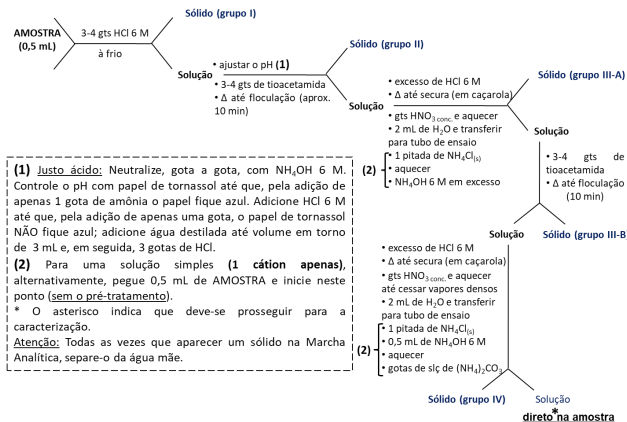 Sólido (grupo I)
AMOSTRA
(0,5 mL)
3-4 gts HCl 6 M
à frio
Solução
• ajustar o pH (1)
• 3-4 gts de tioacetamida
• Δ até floculação (aprox.
10 min)
Sólido (grupo II)
Solução
• excesso de HCl 6 M
• Δ até secura (em caçarola)
• gts HNO3 conc. e aquecer
• 2 mL de H2O e transferir
para tubo de ensaio
(2)
• 1 pitada de NH4Cl(s)
• aquecer
• NH4OH 6 M em excesso
Sólido (grupo III-A)
Solução
• 3-4 gts de
tioacetamida
• Δ até floculação
(10 min)
Solução
Sólido (grupo III-B)
• excesso de HCl 6 M
• Δ até secura (em caçarola)
• gts HNO3 conc. e aquecer
até cessar vapores densos
• 2 mL de H2O e transferir
para tubo de ensaio
(2)
• 1 pitada de NH4Cl(s)
• 0,5 mL de NH4OH 6 M
• aquecer
• gotas de slç de (NH4)2CO3
Sólido (grupo IV)
Solução
*
direto na amostra
(1) Justo ácido: Neutralize, gota a gota, com NH4OH 6 M.
Controle o pH com papel de tornassol até que, pela adição de
apenas 1 gota de amônia o papel fique azul. Adicione HCl 6 M
até que, pela adição de apenas uma gota, o papel de tornassol
NÃO fique azul; adicione água destilada até volume em torno
de 3 mL e, em seguida, 3 gotas de HCl.
(2) Para uma solução simples (1 cátion apenas),
alternativamente, pegue 0,5 mL de AMOSTRA e inicie neste
ponto (sem o pré-tratamento).
* O asterisco indica que deve-se prosseguir para a
caracterização.
Atenção: Todas as vezes que aparecer um sólido na Marcha
Analítica, separe-o da água mãe.